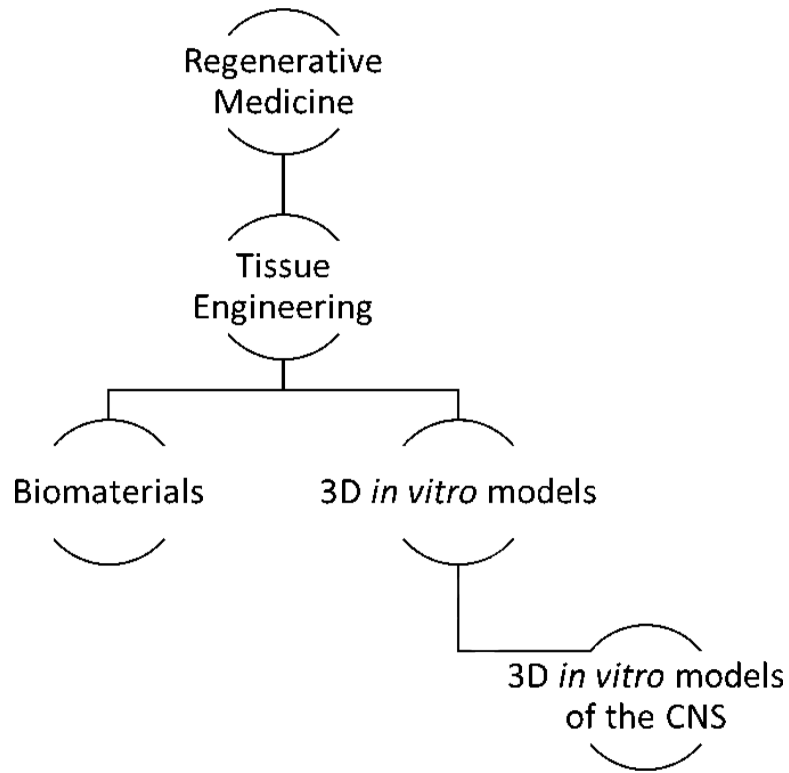 Regenerative
Medicine
Tissue
Engineering
Biomaterials
3D in vitro models
3D in vitro models
of the CNS